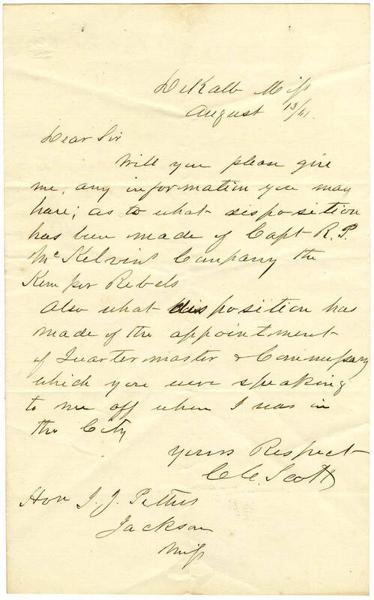 DeKalb Miss
August 13/61.
Dear Sir
Will you please give
me, any information you may
have; as to what disposition
has been made of Capt R. P.
McKelvins Company the
Kemper Rebels
Also what disposition has
made of the appointment
of Quartermaster & Commissary
which you were speaking
to me off when I was in
the City
Yours Respect
C. C. Scott
Hon J. J. Pettus
Jackson
Miss